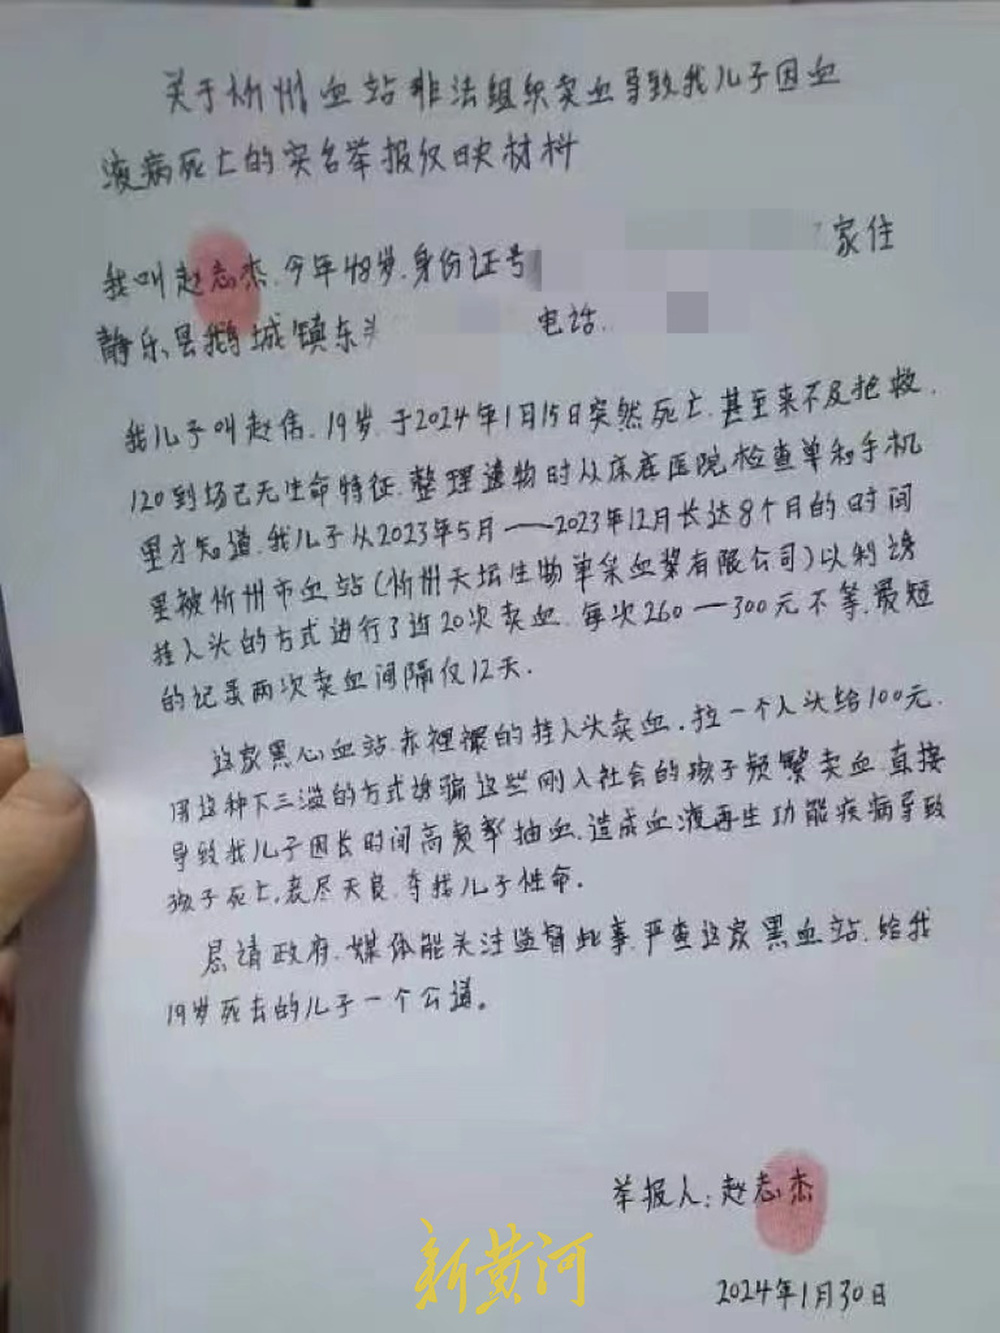 关于忻州血站非法组织卖血导致我儿子因血
液病死亡的实名举报反映材料
我叫赵志杰.今年48岁.身份证号 家住
静乐县鹅城镇东 电话.
我儿子叫赵伟.19岁.于2024年1月15日突然死亡.甚至来不及抢救.
120到场已无生命特征.整理遗物时从床底医院检查单和手机
里才知道.我儿子从2023年5月——2023年12月长达8个月的时间
里被忻州市血站(忻州天坛生物单采血浆有限公司)以利诱
挂人头的方式进行了近20次卖血.每次260—300元不等.最短
的记录两次卖血间隔仅12天.
这家黑心血站.赤裸裸的挂人头卖血.拉一个人头给100元.
用这种下三滥的方式诱骗这些刚入社会的孩子频繁卖血.直接
导致我儿子因长时间高频率抽血.造成血液再生功能疾病导致
孩子死亡.丧尽天良.夺我儿子性命.
恳请政府.媒体能关注监督此事.严查这家黑血站.给我
19岁死去的儿子一个公道。
举报人:赵志杰
新黄河
2024年1月30日